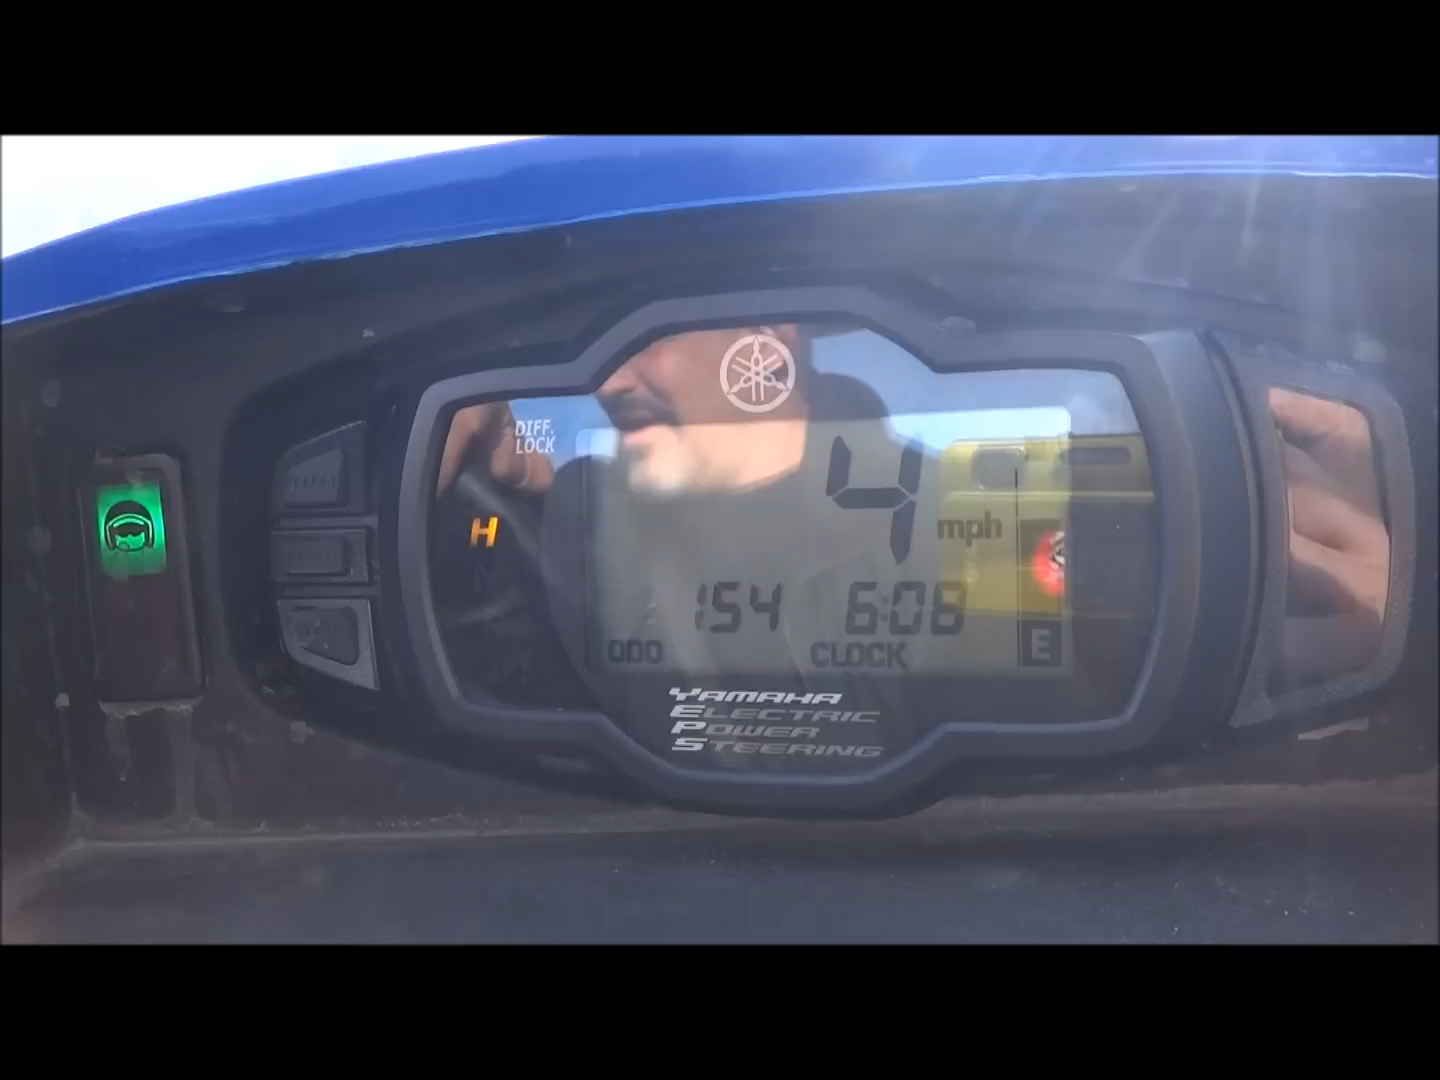 DIFF.
LOCK
H
4
mph
154
6:08
ODO
CLOCK
E
YAMAHA
ELECTRIC
POWER
STEERING